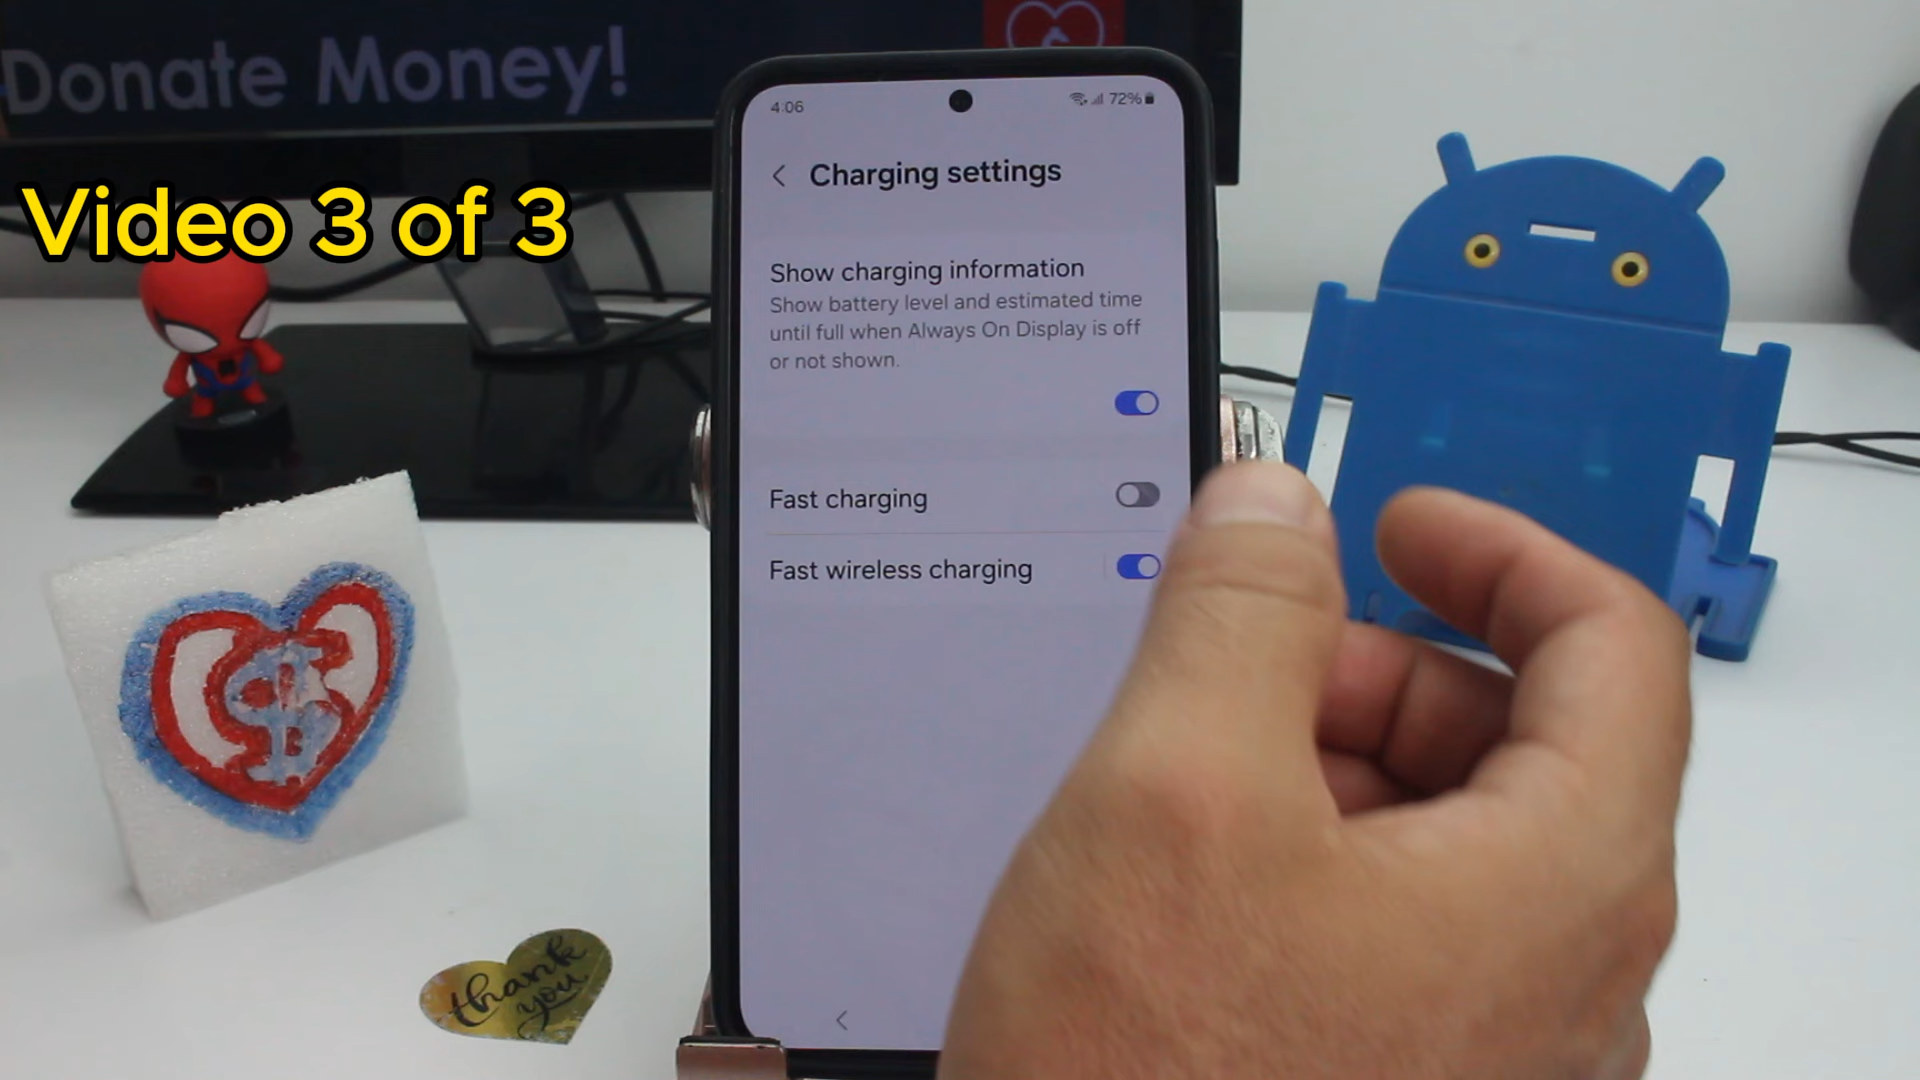 Donate Money!
Video 3 of 3
4:06
72%
Charging settings
Show charging information
Show battery level and estimated time
until full when Always On Display is off
or not shown.
Fast charging
Fast wireless charging
thank
you